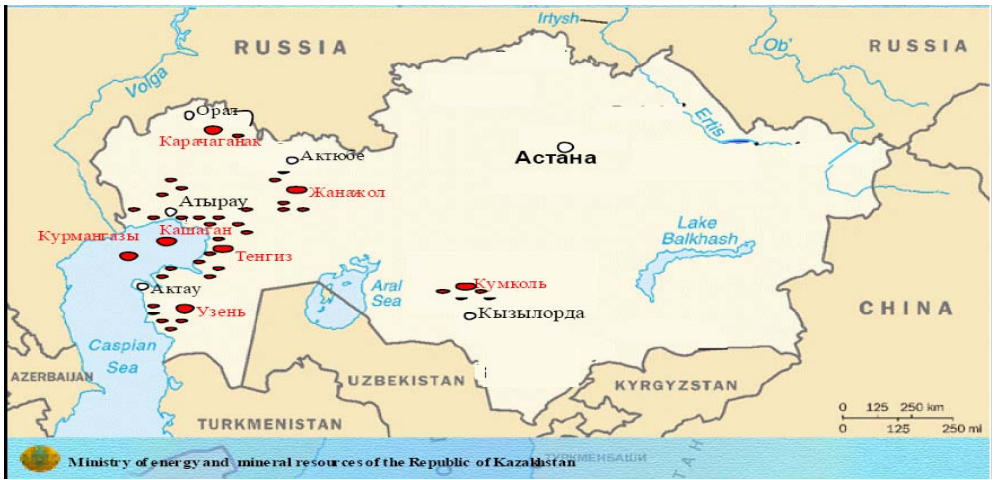 Irtysh
RUSSIA
Ob'
RUSSIA
Volga
Орал
Карачаганак
Актюбе
Ertis
Астана
Жанажол
Атырау
Курмангазы
Кашаган
Тенгиз
Lake
Balkhash
Актау
Aral
Sea
Кумколь
Узень
Кызылорда
CHINA
Caspian
Sea
AZERBAIJAN
UZBEKISTAN
KYRGYZSTAN
TURKMENISTAN
0 125 250 km
0 125 250 mi
Ministry of energy and mineral resources of the Republic of Kazakhstan
ТУРКМЕНБАШИ